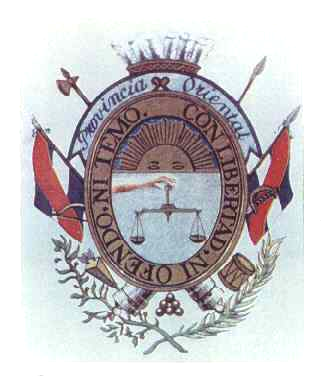 Provincia Oriental
CON LIBERTAD. NI OFENDO. NI TEMO.